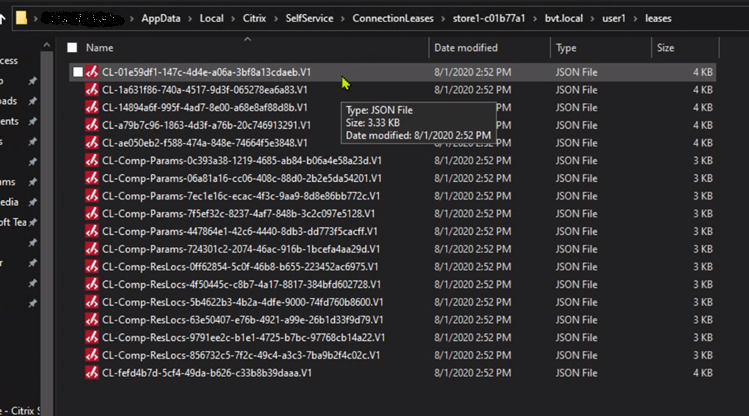 AppData > Local > Citrix > SelfService > ConnectionLeases > store1-c01b77a1 > bvt.local > user1 > leases
Name Date modified Type Size
CL-01e59df1-147c-4d4e-a06a-3bf8a13cdaeb.V1 8/1/2020 2:52 PM JSON File 4 KB
CL-1a631f86-740a-4517-9d3f-065278ea6a83.V1 8/1/2020 2:52 PM JSON File 4 KB
CL-14894a6f-995f-4ad7-8e00-a68e8af88d8b.V1 8/1/2020 2:52 PM JSON File 4 KB
CL-a79b7c96-1863-4d3f-a76b-20c746913291.V1 8/1/2020 2:52 PM JSON File 4 KB
CL-ae050eb2-f588-474a-848e-74664f5e3848.V1 8/1/2020 2:52 PM JSON File 4 KB
Type: JSON File
Size: 3.33 KB
Date modified: 8/1/2020 2:52 PM
CL-Comp-Params-0c393a38-1219-4685-ab84-b06a4e58a23d.V1 8/1/2020 2:52 PM JSON File 3 KB
CL-Comp-Params-06a81a16-cc06-408c-88d0-2b2e5da54201.V1 8/1/2020 2:52 PM JSON File 3 KB
CL-Comp-Params-7ec1e16c-ecac-4f3c-9aa9-8d8e86bb772c.V1 8/1/2020 2:52 PM JSON File 3 KB
CL-Comp-Params-7f5ef32c-8237-4af7-848b-3c2c097e5128.V1 8/1/2020 2:52 PM JSON File 3 KB
CL-Comp-Params-447864e1-42c6-4440-8db3-dd773f5cacff.V1 8/1/2020 2:52 PM JSON File 3 KB
CL-Comp-Params-724301c2-2074-46ac-916b-1bcefa4aa29d.V1 8/1/2020 2:52 PM JSON File 3 KB
CL-Comp-ResLocs-0ff62854-5c0f-46b8-b655-223452ac6975.V1 8/1/2020 2:52 PM JSON File 3 KB
CL-Comp-ResLocs-4f50445c-c8b7-4a17-8817-384bfd602728.V1 8/1/2020 2:52 PM JSON File 3 KB
CL-Comp-ResLocs-5b4622b3-4b2a-4dfe-9000-74fd760b8600.V1 8/1/2020 2:52 PM JSON File 3 KB
CL-Comp-ResLocs-63e50407-e76b-4921-a99e-26b1d33f9d79.V1 8/1/2020 2:52 PM JSON File 3 KB
CL-Comp-ResLocs-9791ee2c-b1e1-4725-b7bc-97768cb14a22.V1 8/1/2020 2:52 PM JSON File 3 KB
CL-Comp-ResLocs-856732c5-7f2c-49c4-a3c3-7ba9b2f4c02c.V1 8/1/2020 2:52 PM JSON File 3 KB
CL-fefd4b7d-5cf4-49da-b626-c33b8b39daaa.V1 8/1/2020 2:52 PM JSON File 4 KB
- Citrix S